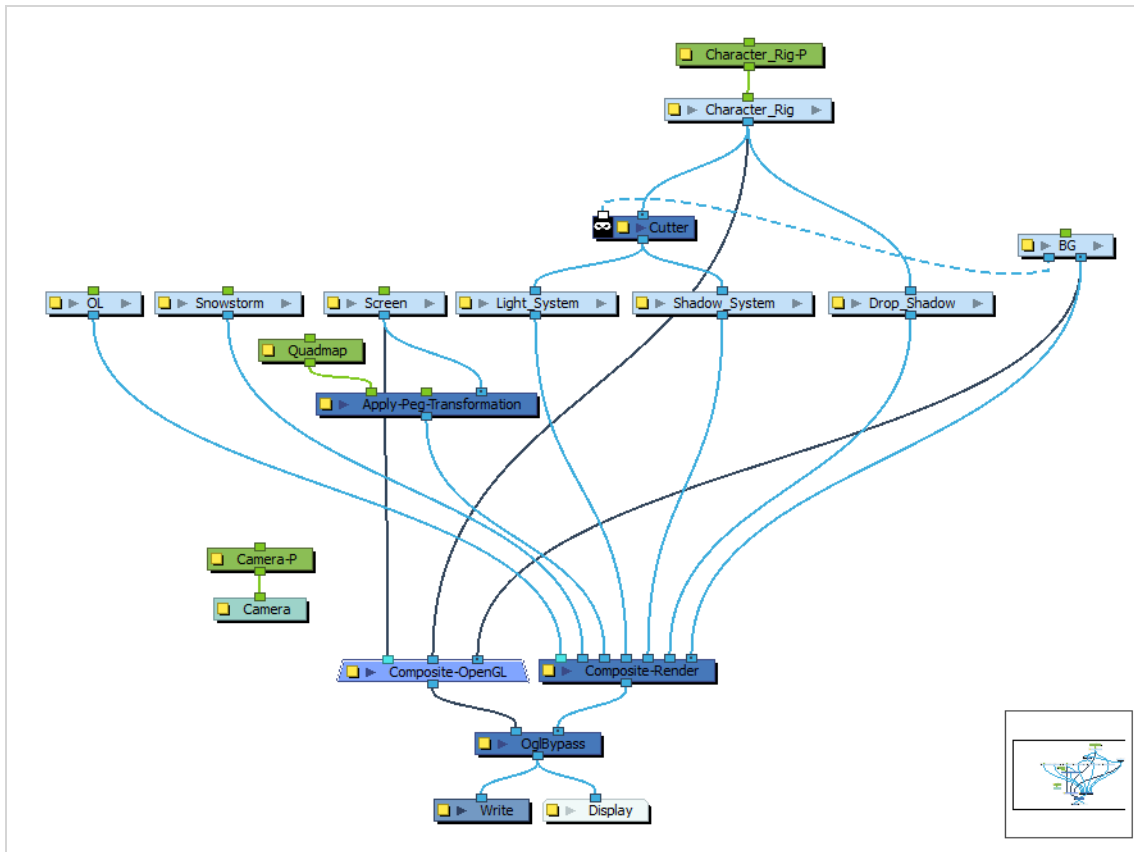 Character_Rig-P
Character_Rig
Cutter
BG
OL
Snowstorm
Screen
Light_System
Shadow_System
Drop_Shadow
Quadmap
Apply-Peg-Transformation
Camera-P
Camera
Composite-OpenGL
Composite-Render
OglBypass
Write
Display